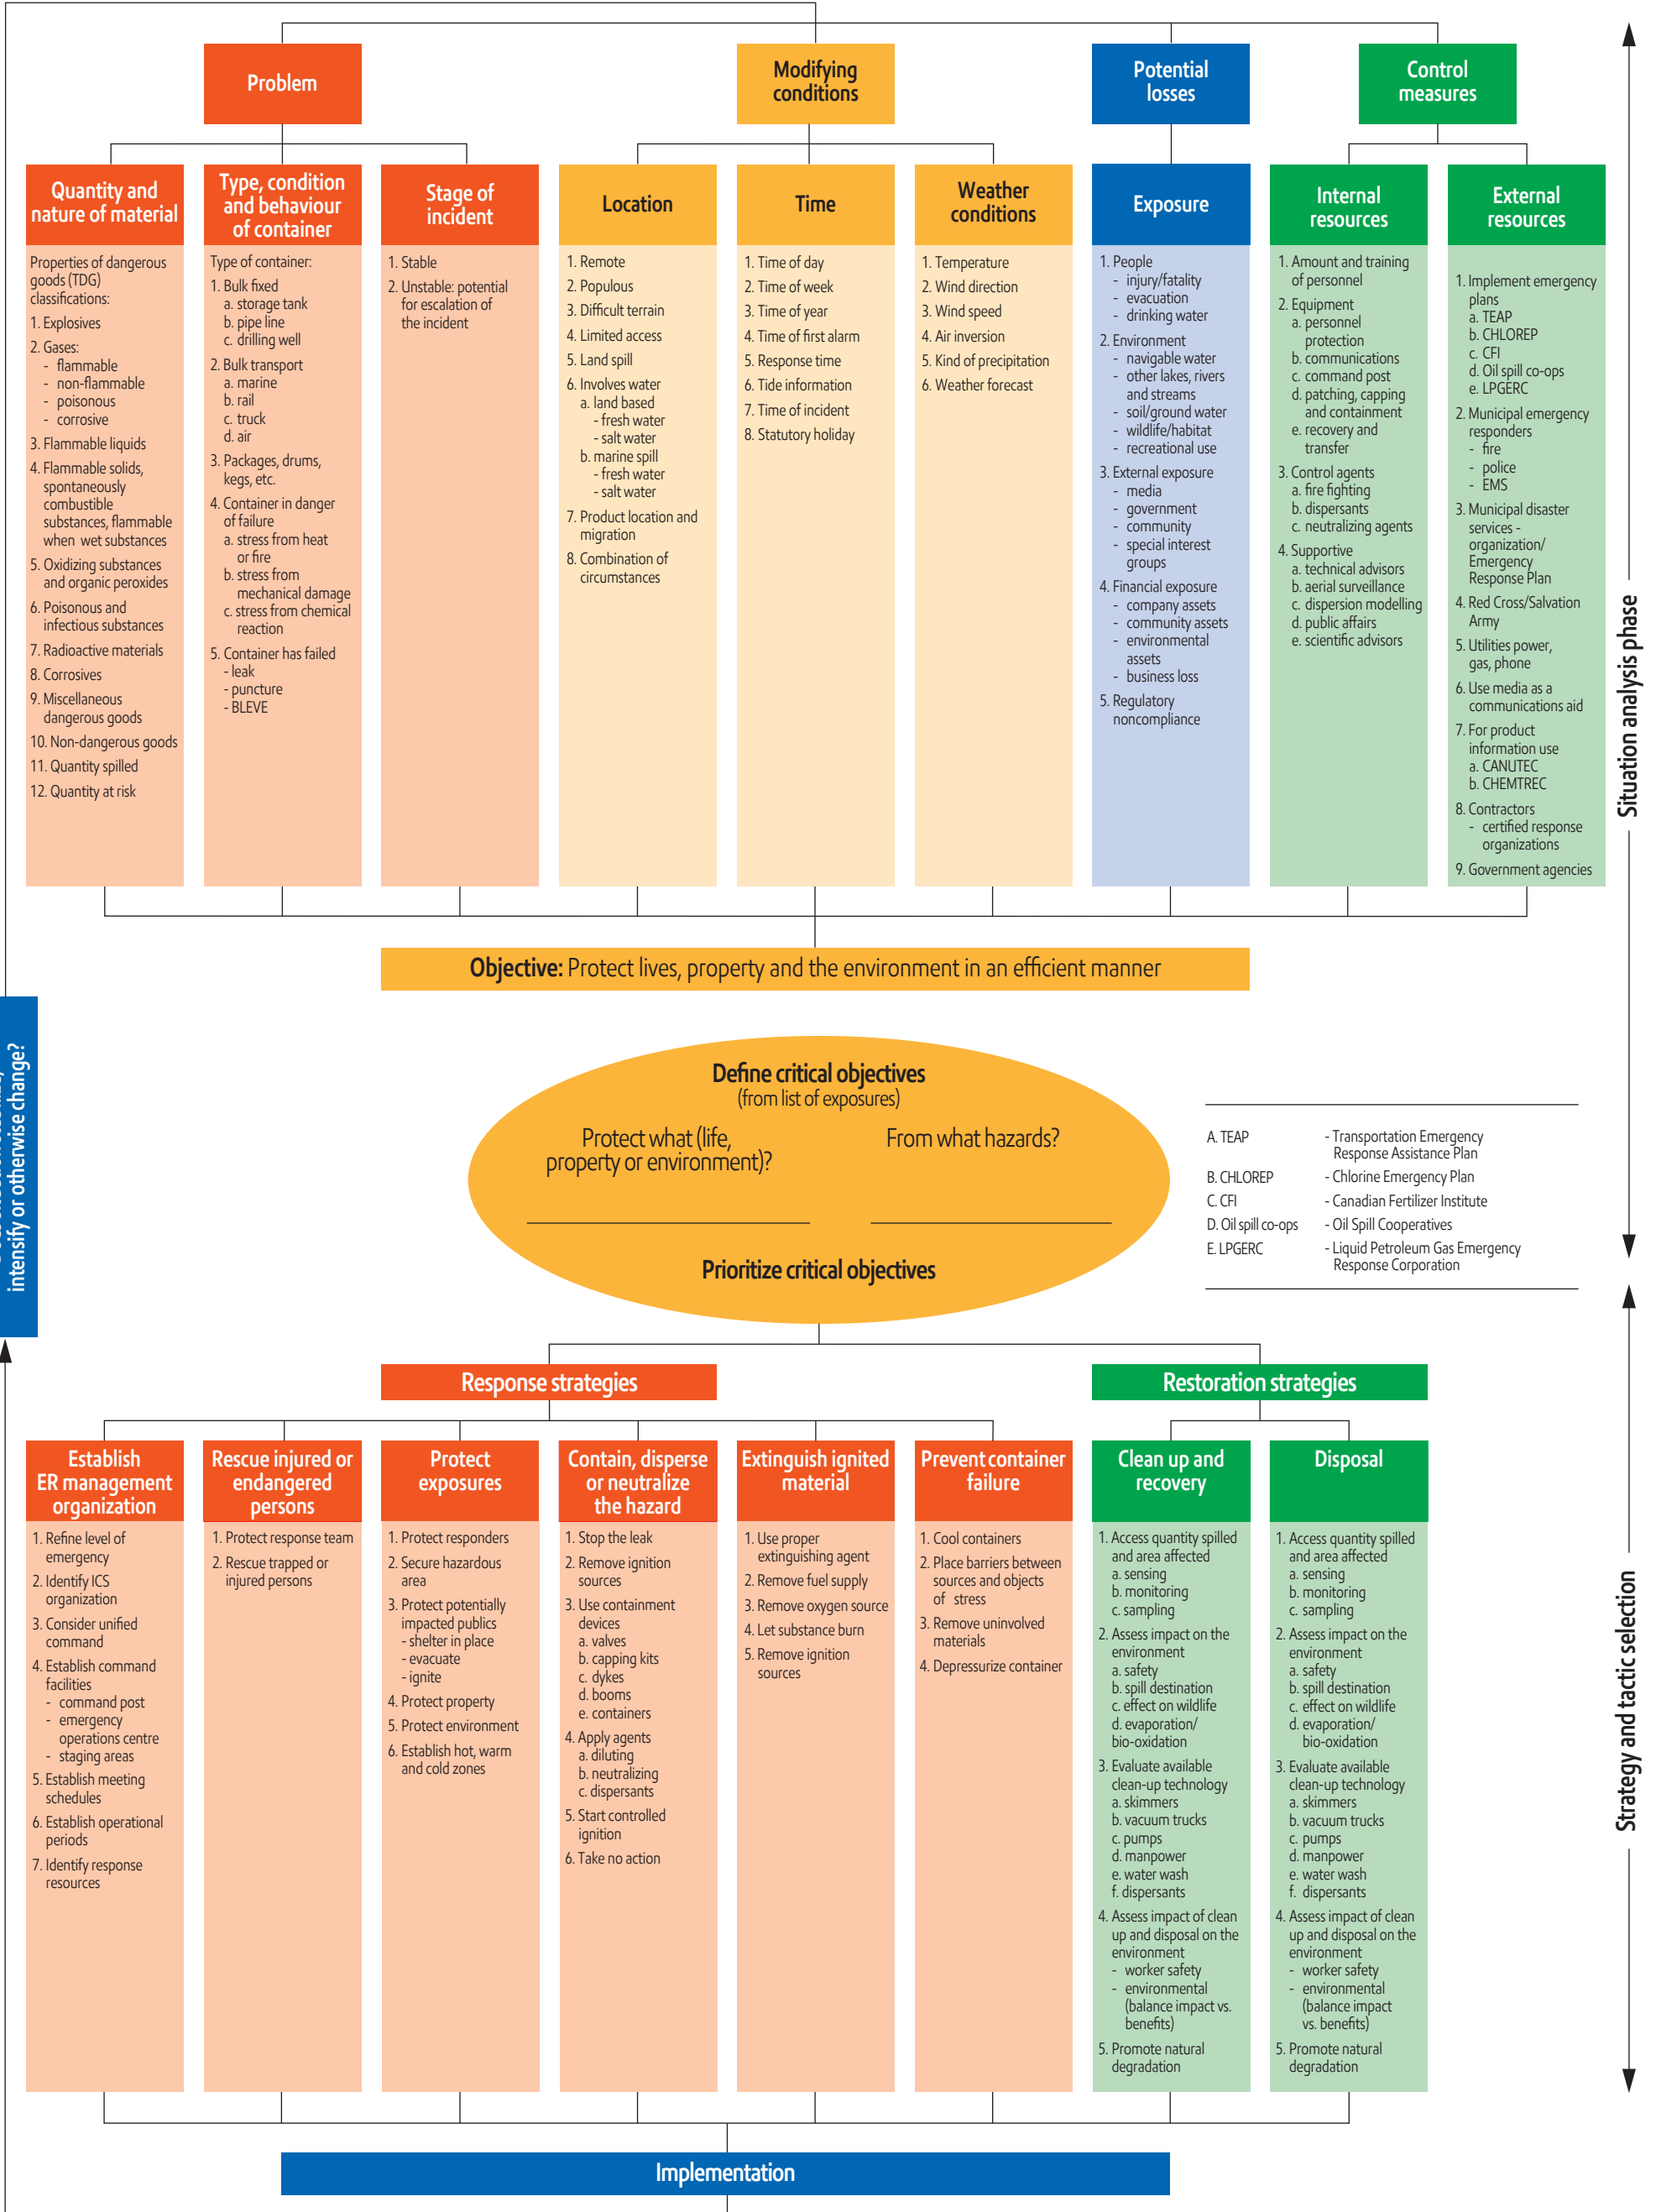 Problem
Modifying
conditions
Potential
losses
Control
measures
Quantity and
nature of material
Properties of dangerous
goods (TDG)
classifications:
1. Explosives
2. Gases:
- flammable
- non-flammable
- poisonous
- corrosive
3. Flammable liquids
4. Flammable solids,
spontaneously
combustible
substances, flammable
when wet substances
5. Oxidizing substances
and organic peroxides
6. Poisonous and
infectious substances
7. Radioactive materials
8. Corrosives
9. Miscellaneous
dangerous goods
10. Non-dangerous goods
11. Quantity spilled
12. Quantity at risk
Type, condition
and behaviour
of container
Type of container:
1. Bulk fixed
a. storage tank
b. pipe line
c. drilling well
2. Bulk transport
a. marine
b. rail
c. truck
d. air
3. Packages, drums,
kegs, etc.
4. Container in danger
of failure
a. stress from heat
or fire
b. stress from
mechanical damage
c. stress from chemical
reaction
5. Container has failed
- leak
- puncture
- BLEVE
Stage of
incident
1. Stable
2. Unstable: potential
for escalation of
the incident
Location
1. Remote
2. Populous
3. Difficult terrain
4. Limited access
5. Land spill
6. Involves water
a. land based
- fresh water
- salt water
b. marine spill
- fresh water
- salt water
7. Product location and
migration
8. Combination of
circumstances
Time
1. Time of day
2. Time of week
3. Time of year
4. Time of first alarm
5. Response time
6. Tide information
7. Time of incident
8. Statutory holiday
Weather
conditions
1. Temperature
2. Wind direction
3. Wind speed
4. Air inversion
5. Kind of precipitation
6. Weather forecast
Exposure
1. People
- injury/fatality
- evacuation
- drinking water
2. Environment
- navigable water
- other lakes, rivers
and streams
- soil/ground water
- wildlife/habitat
- recreational use
3. External exposure
- media
- government
- community
- special interest
groups
4. Financial exposure
- company assets
- community assets
- environmental
assets
- business loss
5. Regulatory
noncompliance
Internal
resources
1. Amount and training
of personnel
2. Equipment
a. personnel
protection
b. communications
c. command post
d. patching, capping
and containment
e. recovery and
transfer
3. Control agents
a. fire fighting
b. dispersants
c. neutralizing agents
4. Supportive
a. technical advisors
b. aerial surveillance
c. dispersion modelling
d. public affairs
e. scientific advisors
External
resources
1. Implement emergency
plans
a. TEAP
b. CHLOREP
c. CFI
d. Oil spill co-ops
e. LPGERC
2. Municipal emergency
responders
- fire
- police
- EMS
3. Municipal disaster
services -
organization/
Emergency
Response Plan
4. Red Cross/Salvation
Army
5. Utilities power,
gas, phone
6. Use media as a
communications aid
7. For product
information use
a. CANUTEC
b. CHEMTREC
8. Contractors
- certified response
organizations
9. Government agencies
Situation analysis phase
Objective: Protect lives, property and the environment in an efficient manner
intensify or otherwise change?
Define critical objectives
(from list of exposures)
Protect what (life,
property or environment)?
From what hazards?
Prioritize critical objectives
A. TEAP - Transportation Emergency
Response Assistance Plan
B. CHLOREP - Chlorine Emergency Plan
C. CFI - Canadian Fertilizer Institute
D. Oil spill co-ops - Oil Spill Cooperatives
E. LPGERC - Liquid Petroleum Gas Emergency
Response Corporation
Response strategies
Restoration strategies
Establish
ER management
organization
1. Refine level of
emergency
2. Identify ICS
organization
3. Consider unified
command
4. Establish command
facilities
- command post
- emergency
operations centre
- staging areas
5. Establish meeting
schedules
6. Establish operational
periods
7. Identify response
resources
Rescue injured or
endangered
persons
1. Protect response team
2. Rescue trapped or
injured persons
Protect
exposures
1. Protect responders
2. Secure hazardous
area
3. Protect potentially
impacted publics
- shelter in place
- evacuate
- ignite
4. Protect property
5. Protect environment
6. Establish hot, warm
and cold zones
Contain, disperse
or neutralize
the hazard
1. Stop the leak
2. Remove ignition
sources
3. Use containment
devices
a. valves
b. capping kits
c. dykes
d. booms
e. containers
4. Apply agents
a. diluting
b. neutralizing
c. dispersants
5. Start controlled
ignition
6. Take no action
Extinguish ignited
material
1. Use proper
extinguishing agent
2. Remove fuel supply
3. Remove oxygen source
4. Let substance burn
5. Remove ignition
sources
Prevent container
failure
1. Cool containers
2. Place barriers between
sources and objects
of stress
3. Remove uninvolved
materials
4. Depressurize container
Clean up and
recovery
1. Access quantity spilled
and area affected
a. sensing
b. monitoring
c. sampling
2. Assess impact on the
environment
a. safety
b. spill destination
c. effect on wildlife
d. evaporation/
bio-oxidation
3. Evaluate available
clean-up technology
a. skimmers
b. vacuum trucks
c. pumps
d. manpower
e. water wash
f. dispersants
4. Assess impact of clean
up and disposal on the
environment
- worker safety
- environmental
(balance impact vs.
benefits)
5. Promote natural
degradation
Disposal
1. Access quantity spilled
and area affected
a. sensing
b. monitoring
c. sampling
2. Assess impact on the
environment
a. safety
b. spill destination
c. effect on wildlife
d. evaporation/
bio-oxidation
3. Evaluate available
clean-up technology
a. skimmers
b. vacuum trucks
c. pumps
d. manpower
e. water wash
f. dispersants
4. Assess impact of clean
up and disposal on the
environment
- worker safety
- environmental
(balance impact
vs. benefits)
5. Promote natural
degradation
Strategy and tactic selection
Implementation